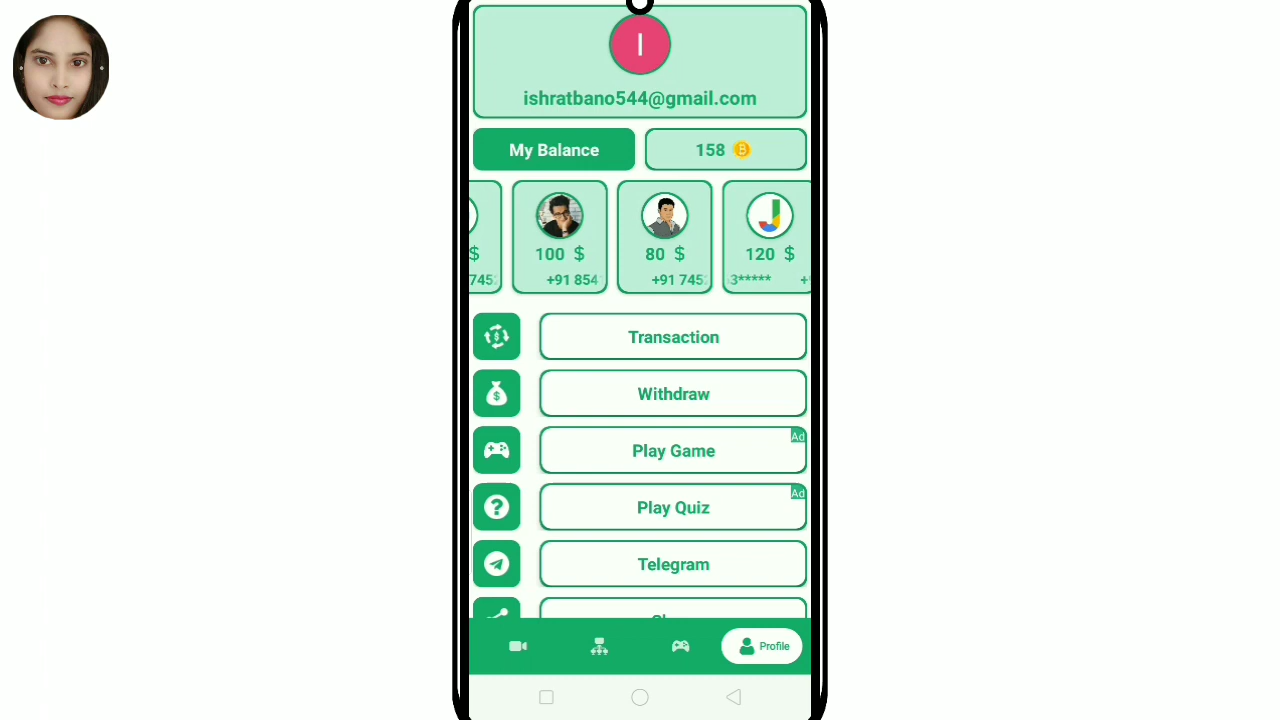 I
ishratbano544@gmail.com
My Balance
158
$
100 $
80 $
120 $
745
+91 854
+91 745
3*****
Transaction
Withdraw
Play Game
Ad
Play Quiz
Ad
Telegram
Profile